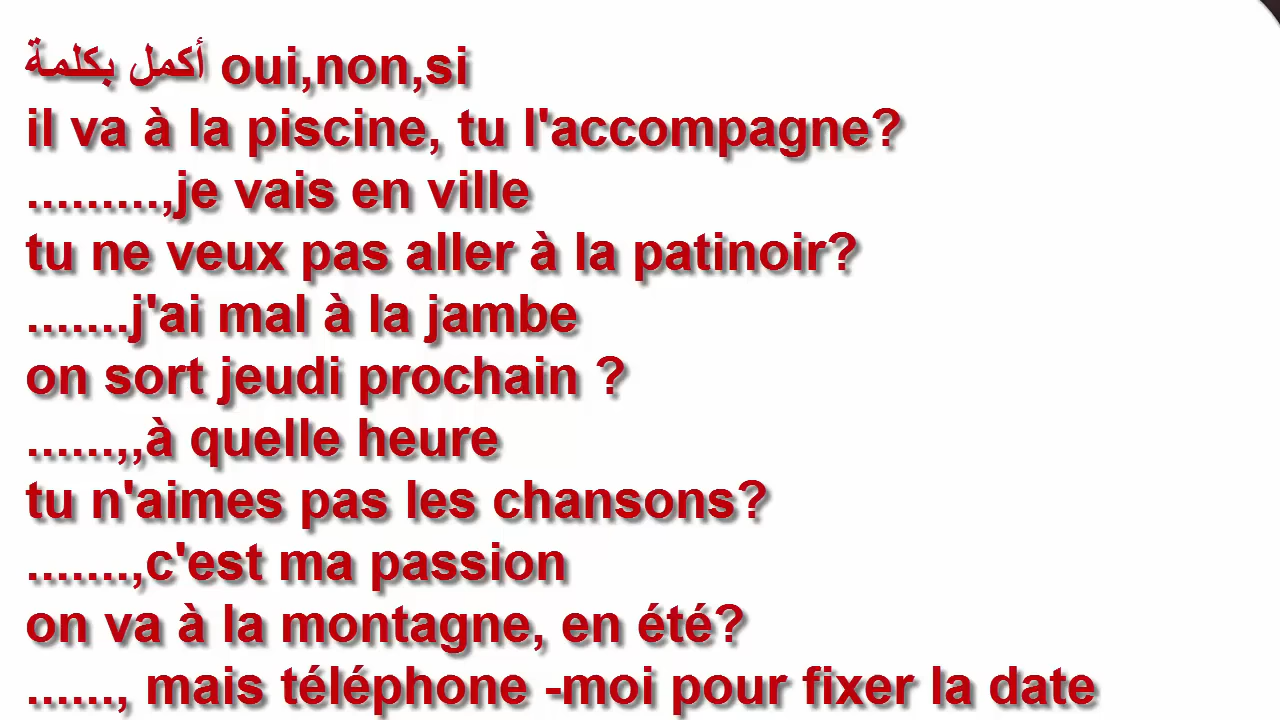 أكمل بكلمة oui,non,si
il va à la piscine, tu l'accompagne?
.........,je vais en ville
tu ne veux pas aller à la patinoir?
.......j'ai mal à la jambe
on sort jeudi prochain ?
......,,à quelle heure
tu n'aimes pas les chansons?
.......,c'est ma passion
on va à la montagne, en été?
......, mais téléphone -moi pour fixer la date